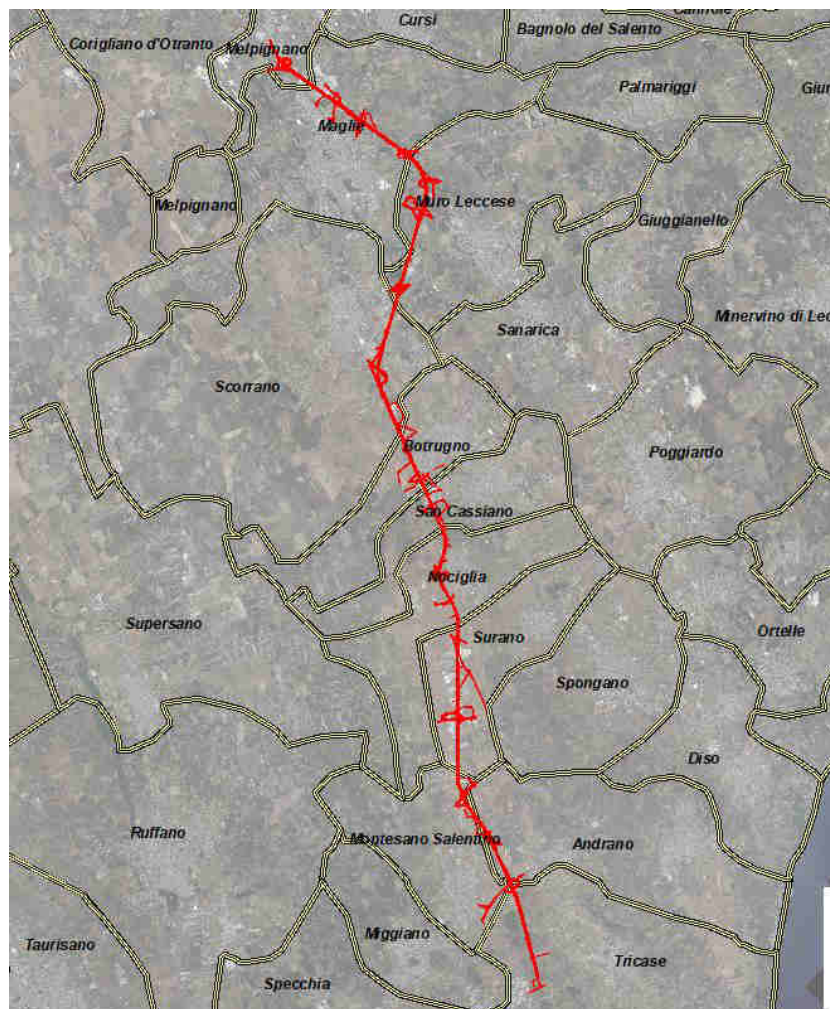 Cursi
Corigliano d'Otranto
Melpignano
Bagnolo del Salento
Palmariggi
Maglie
Melpignano
Muro Leccese
Giuggianello
Minervino di Lec
Sanarica
Scorrano
Botrugno
Poggiardo
San Cassiano
Nociglia
Supersano
Surano
Ortelle
Spongano
Diso
Ruffano
Montesano Salentino
Andrano
Miggiano
Taurisano
Tricase
Specchia